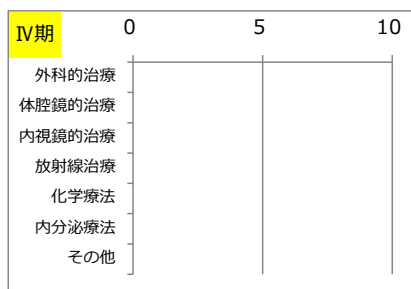 Ⅳ期
0 5 10
外科的治療
体腔鏡的治療
内視鏡的治療
放射線治療
化学療法
内分泌療法
その他